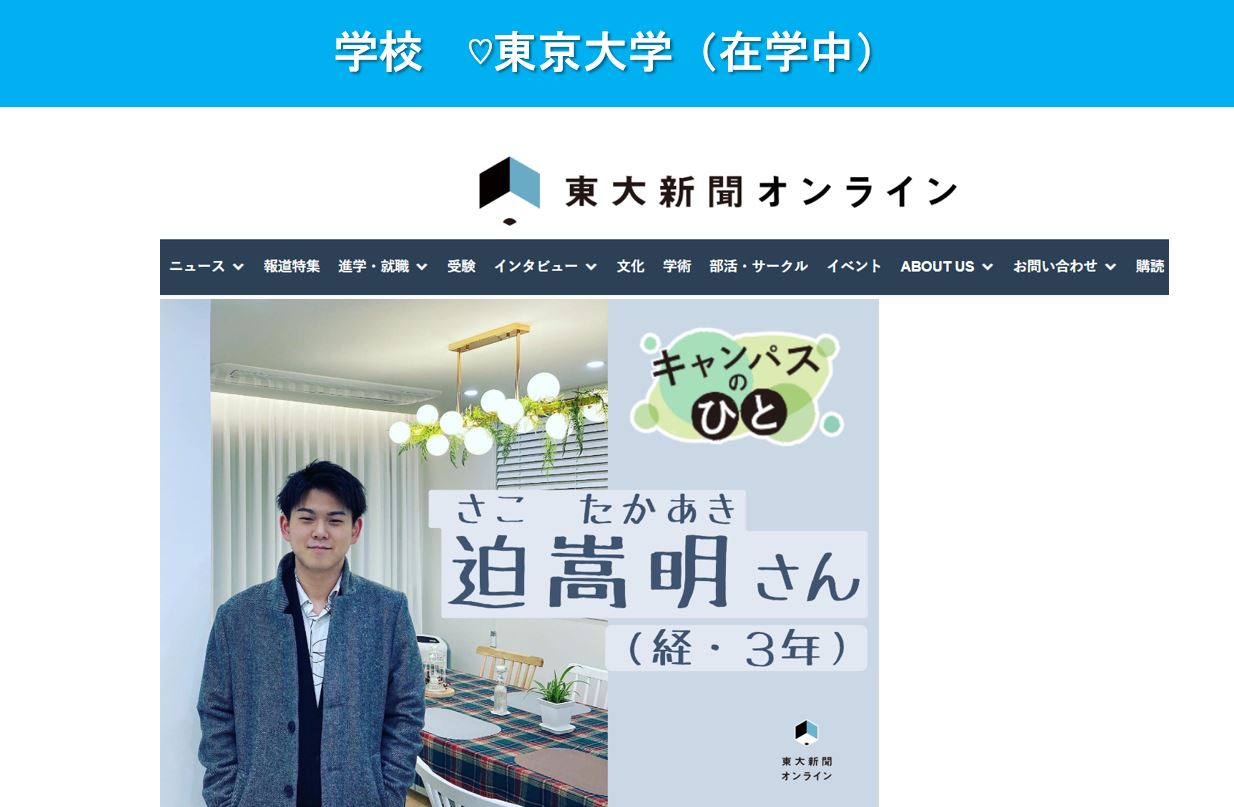 学校　♡東京大学（在学中）
東大新聞オンライン
ニュース 報道特集 進学・就職 受験 インタビュー 文化 学術 部活・サークル イベント ABOUT US お問い合わせ 購読
キャンパス
の
ひと
さこ　たかあき
迫嵩明さん
（経・３年）
東大新聞
オンライン